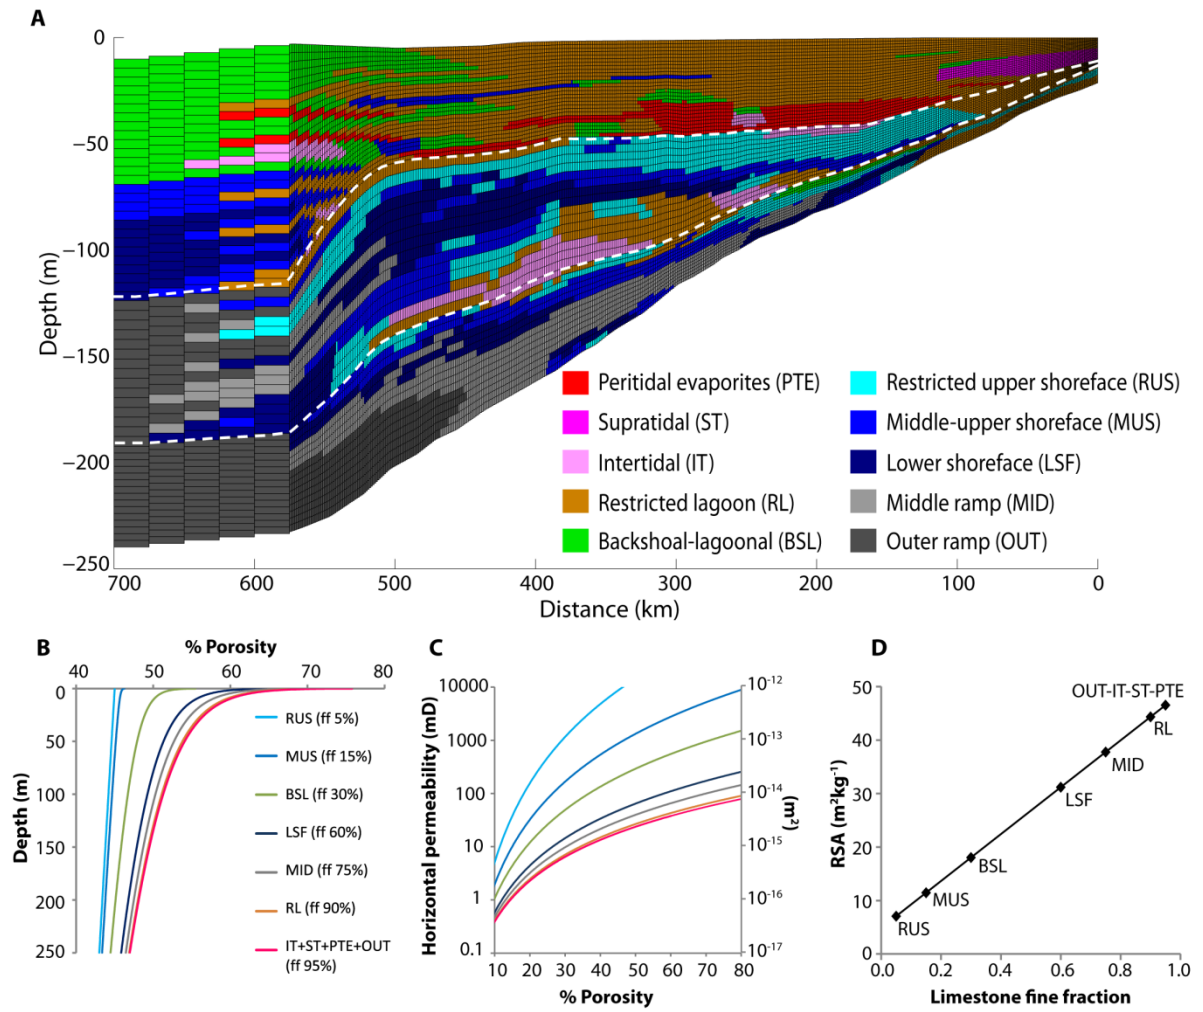 A
0
−50
−100
−150
−200
−250
Depth (m)
700
600
500
400
300
200
100
0
Distance (km)
Peritidal evaporites (PTE)
Supratidal (ST)
Intertidal (IT)
Restricted lagoon (RL)
Backshoal-lagoonal (BSL)
Restricted upper shoreface (RUS)
Middle-upper shoreface (MUS)
Lower shoreface (LSF)
Middle ramp (MID)
Outer ramp (OUT)
B
% Porosity
40
50
60
70
80
0
50
100
150
200
250
Depth (m)
RUS (ff 5%)
MUS (ff 15%)
BSL (ff 30%)
LSF (ff 60%)
MID (ff 75%)
RL (ff 90%)
IT+ST+PTE+OUT
(ff 95%)
C
Horizontal permeability (mD)
10000
1000
100
10
1
0.1
10⁻¹²
10⁻¹³
10⁻¹⁴
10⁻¹⁵
10⁻¹⁶
10⁻¹⁷
(m²)
10 20 30 40 50 60 70 80
% Porosity
D
RSA (m²kg⁻¹)
50
40
30
20
10
0
OUT-IT-ST-PTE
RL
MID
LSF
BSL
MUS
RUS
0.0 0.2 0.4 0.6 0.8 1.0
Limestone fine fraction